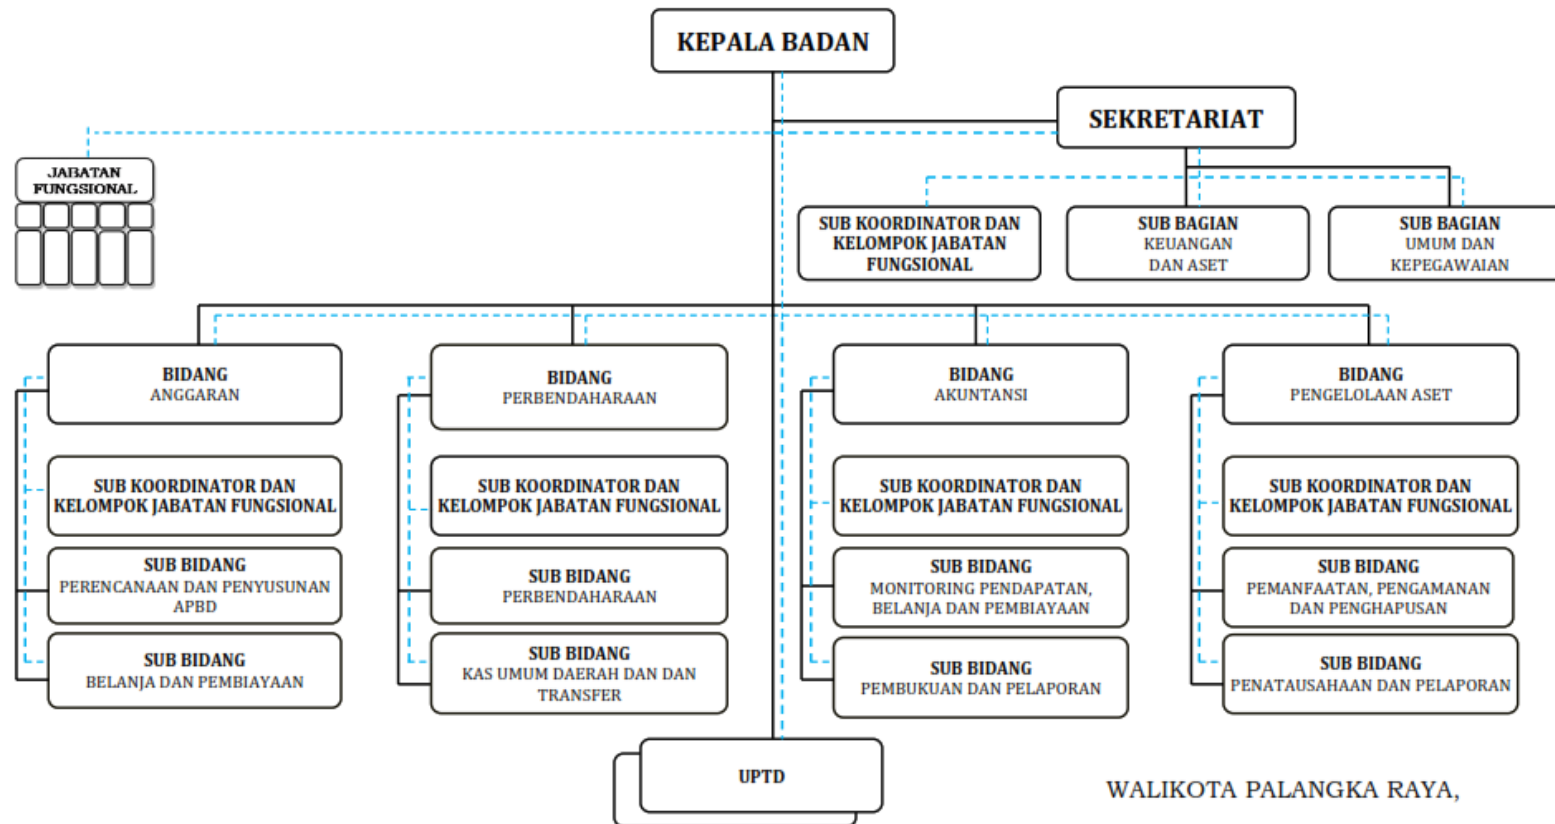 KEPALA BADAN
SEKRETARIAT
JABATAN
FUNGSIONAL
SUB KOORDINATOR DAN
KELOMPOK JABATAN
FUNGSIONAL
SUB BAGIAN
KEUANGAN
DAN ASET
SUB BAGIAN
UMUM DAN
KEPEGAWAIAN
BIDANG
ANGGARAN
SUB KOORDINATOR DAN
KELOMPOK JABATAN FUNGSIONAL
SUB BIDANG
PERENCANAAN DAN PENYUSUNAN
APBD
SUB BIDANG
BELANJA DAN PEMBIAYAAN
BIDANG
PERBENDAHARAAN
SUB KOORDINATOR DAN
KELOMPOK JABATAN FUNGSIONAL
SUB BIDANG
PERBENDAHARAAN
SUB BIDANG
KAS UMUM DAERAH DAN DAN
TRANSFER
BIDANG
AKUNTANSI
SUB KOORDINATOR DAN
KELOMPOK JABATAN FUNGSIONAL
SUB BIDANG
MONITORING PENDAPATAN,
BELANJA DAN PEMBIAYAAN
SUB BIDANG
PEMBUKUAN DAN PELAPORAN
BIDANG
PENGELOLAAN ASET
SUB KOORDINATOR DAN
KELOMPOK JABATAN FUNGSIONAL
SUB BIDANG
PEMANFAATAN, PENGAMANAN
DAN PENGHAPUSAN
SUB BIDANG
PENATAUSAHAAN DAN PELAPORAN
UPTD
WALIKOTA PALANGKA RAYA,